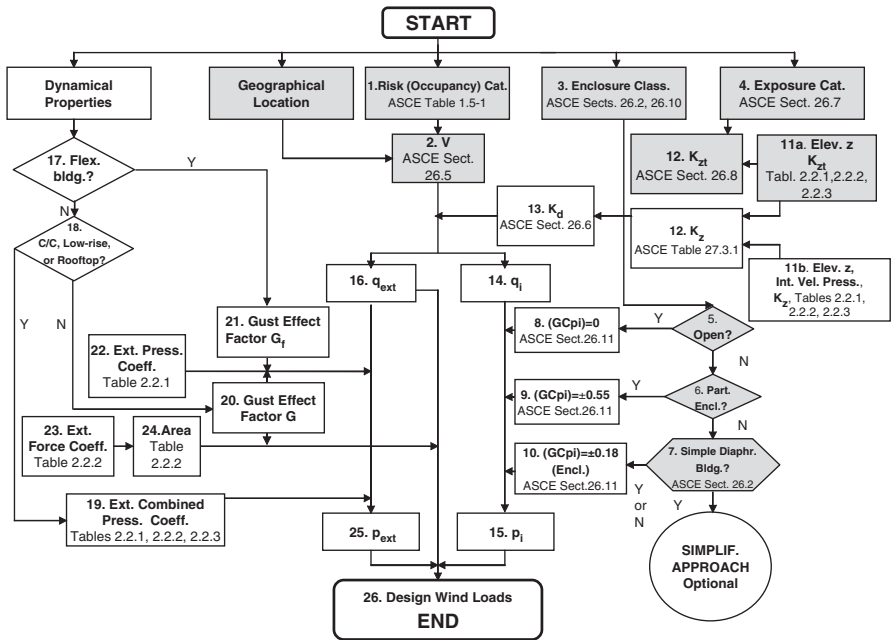 START
Dynamical
Properties
Geographical
Location
1.Risk (Occupancy) Cat.
ASCE Table 1.5-1
3. Enclosure Class.
ASCE Sects. 26.2, 26.10
4. Exposure Cat.
ASCE Sect. 26.7
17. Flex.
bldg.?
Y
N
2. V
ASCE Sect.
26.5
12. Kzt
ASCE Sect. 26.8
11a. Elev. z
Kzt
Tabl. 2.2.1,2.2.2,
2.2.3
18.
C/C, Low-rise,
or Rooftop?
Y
N
13. Kd
ASCE Sect. 26.6
12. Kz
ASCE Table 27.3.1
11b. Elev. z,
Int. Vel. Press.,
Kz, Tables 2.2.1,
2.2.2, 2.2.3
16. qext
14. qi
21. Gust Effect
Factor Gf
8. (GCpi)=0
ASCE Sect.26.11
Y
5.
Open?
N
22. Ext. Press.
Coeff.
Table 2.2.1
20. Gust Effect
Factor G
9. (GCpi)=±0.55
ASCE Sect.26.11
Y
6. Part.
Encl.?
N
23. Ext.
Force Coeff.
Table 2.2.2
24.Area
Table
2.2.2
10. (GCpi)=±0.18
(Encl.)
ASCE Sect.26.11
7. Simple Diaphr.
Bldg.?
ASCE Sect. 26.2
Y
or
N
Y
19. Ext. Combined
Press. Coeff.
Tables 2.2.1, 2.2.2, 2.2.3
25. pext
15. pi
SIMPLIF.
APPROACH
Optional
26. Design Wind Loads
END